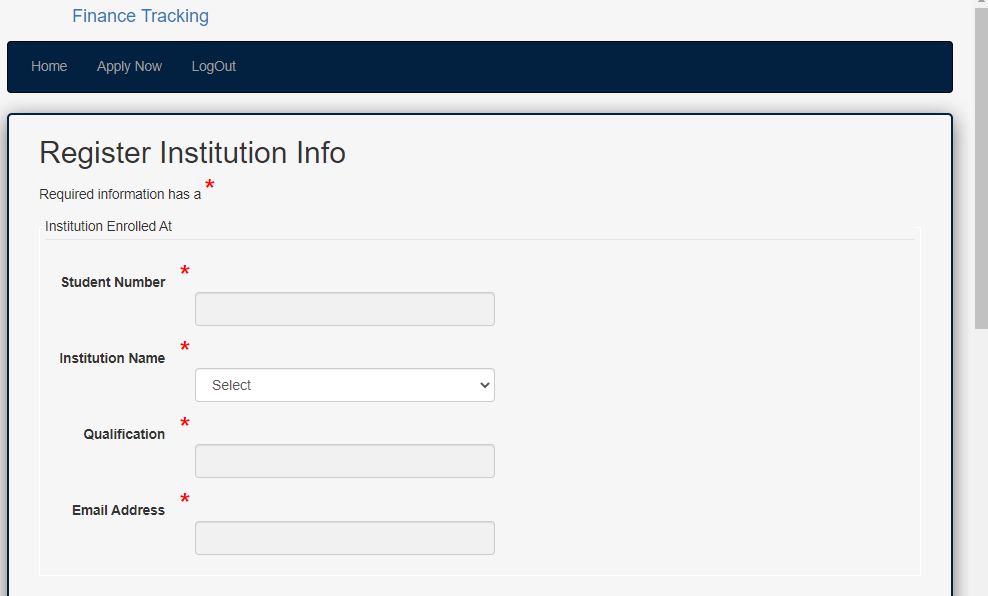 Finance Tracking
Home Apply Now LogOut
Register Institution Info
Required information has a *
Institution Enrolled At
Student Number *
Institution Name *
Select
Qualification *
Email Address *